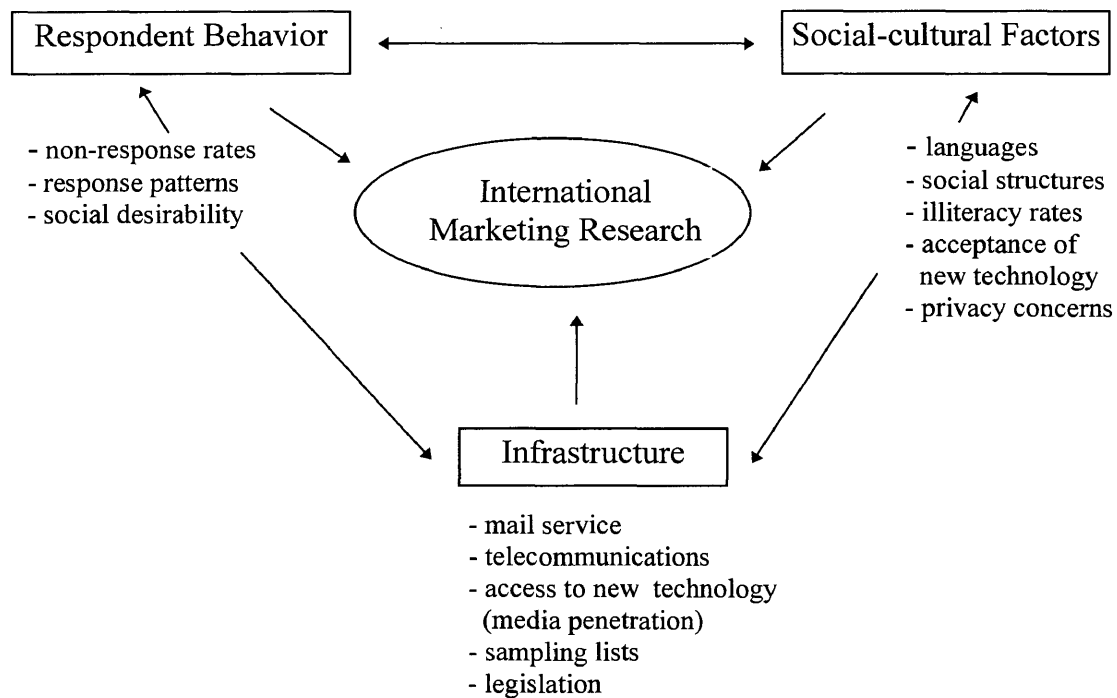 Respondent Behavior
Social-cultural Factors
- non-response rates
- response patterns
- social desirability
International
Marketing Research
- languages
- social structures
- illiteracy rates
- acceptance of
new technology
- privacy concerns
Infrastructure
- mail service
- telecommunications
- access to new technology
(media penetration)
- sampling lists
- legislation